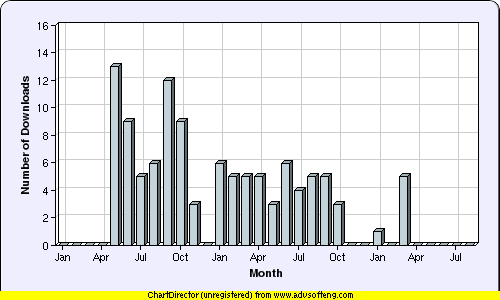 16
14
12
10
8
6
4
2
0
Number of Downloads
Jan Apr Jul Oct Jan Apr Jul Oct Jan Apr Jul
Month
ChartDirector (unregistered) from www.advsofteng.com